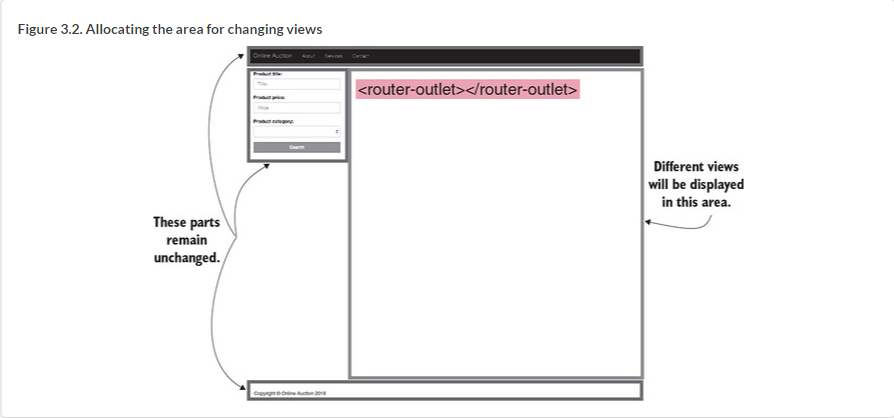 Figure 3.2. Allocating the area for changing views
Online Auction About Services Contact
Product title:
Title
Product price:
Price
Product category:
Search
<router-outlet></router-outlet>
Different views
will be displayed
in this area.
These parts
remain
unchanged.
Copyright © Online Auction 2018